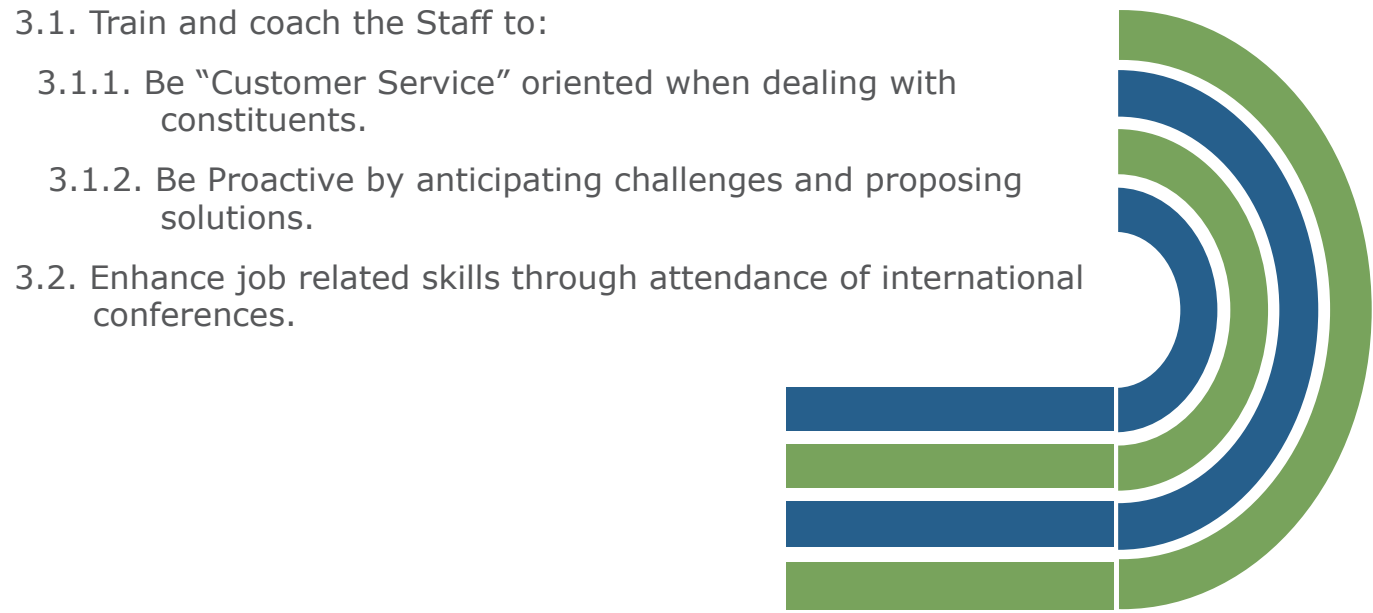 3.1. Train and coach the Staff to:
3.1.1. Be “Customer Service” oriented when dealing with
constituents.
3.1.2. Be Proactive by anticipating challenges and proposing
solutions.
3.2. Enhance job related skills through attendance of international
conferences.